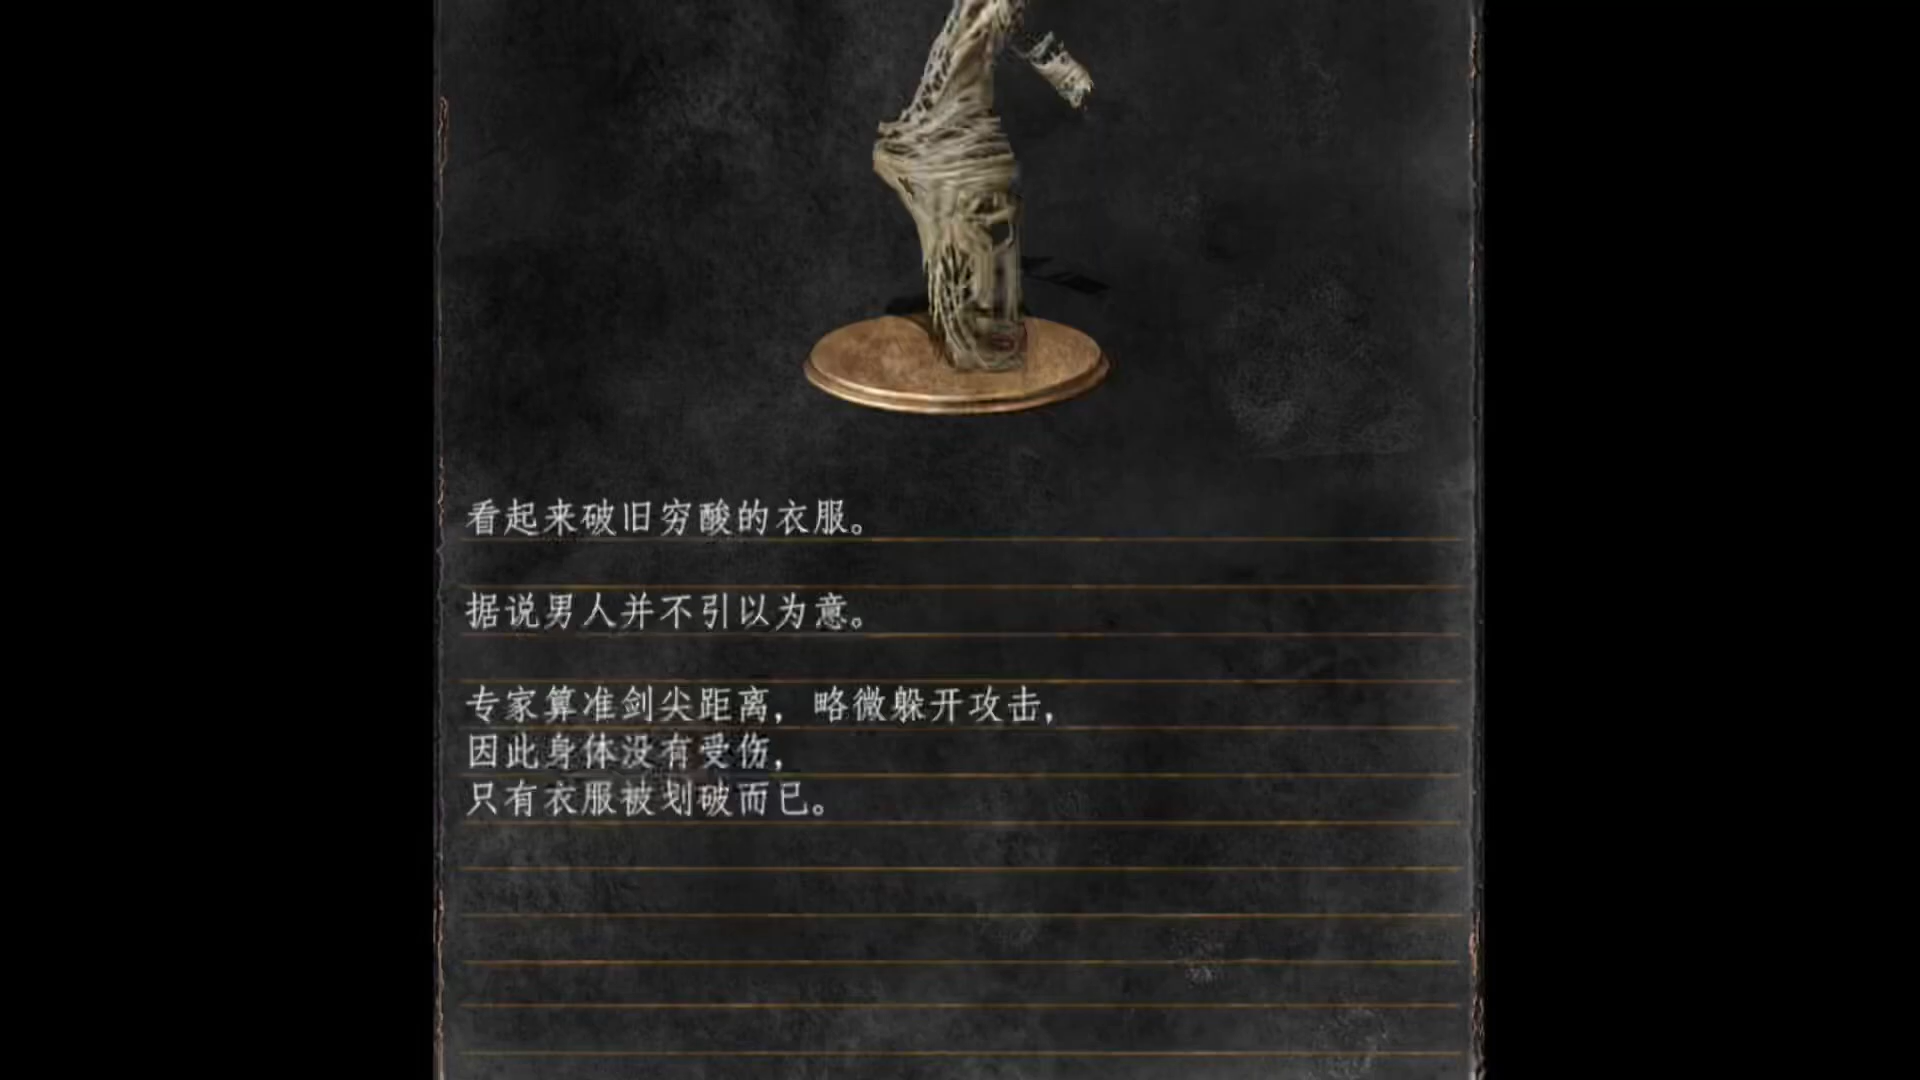 看起来破旧穷酸的衣服。
据说男人并不引以为意。
专家算准剑尖距离，略微躲开攻击，
因此身体没有受伤，
只有衣服被划破而已。